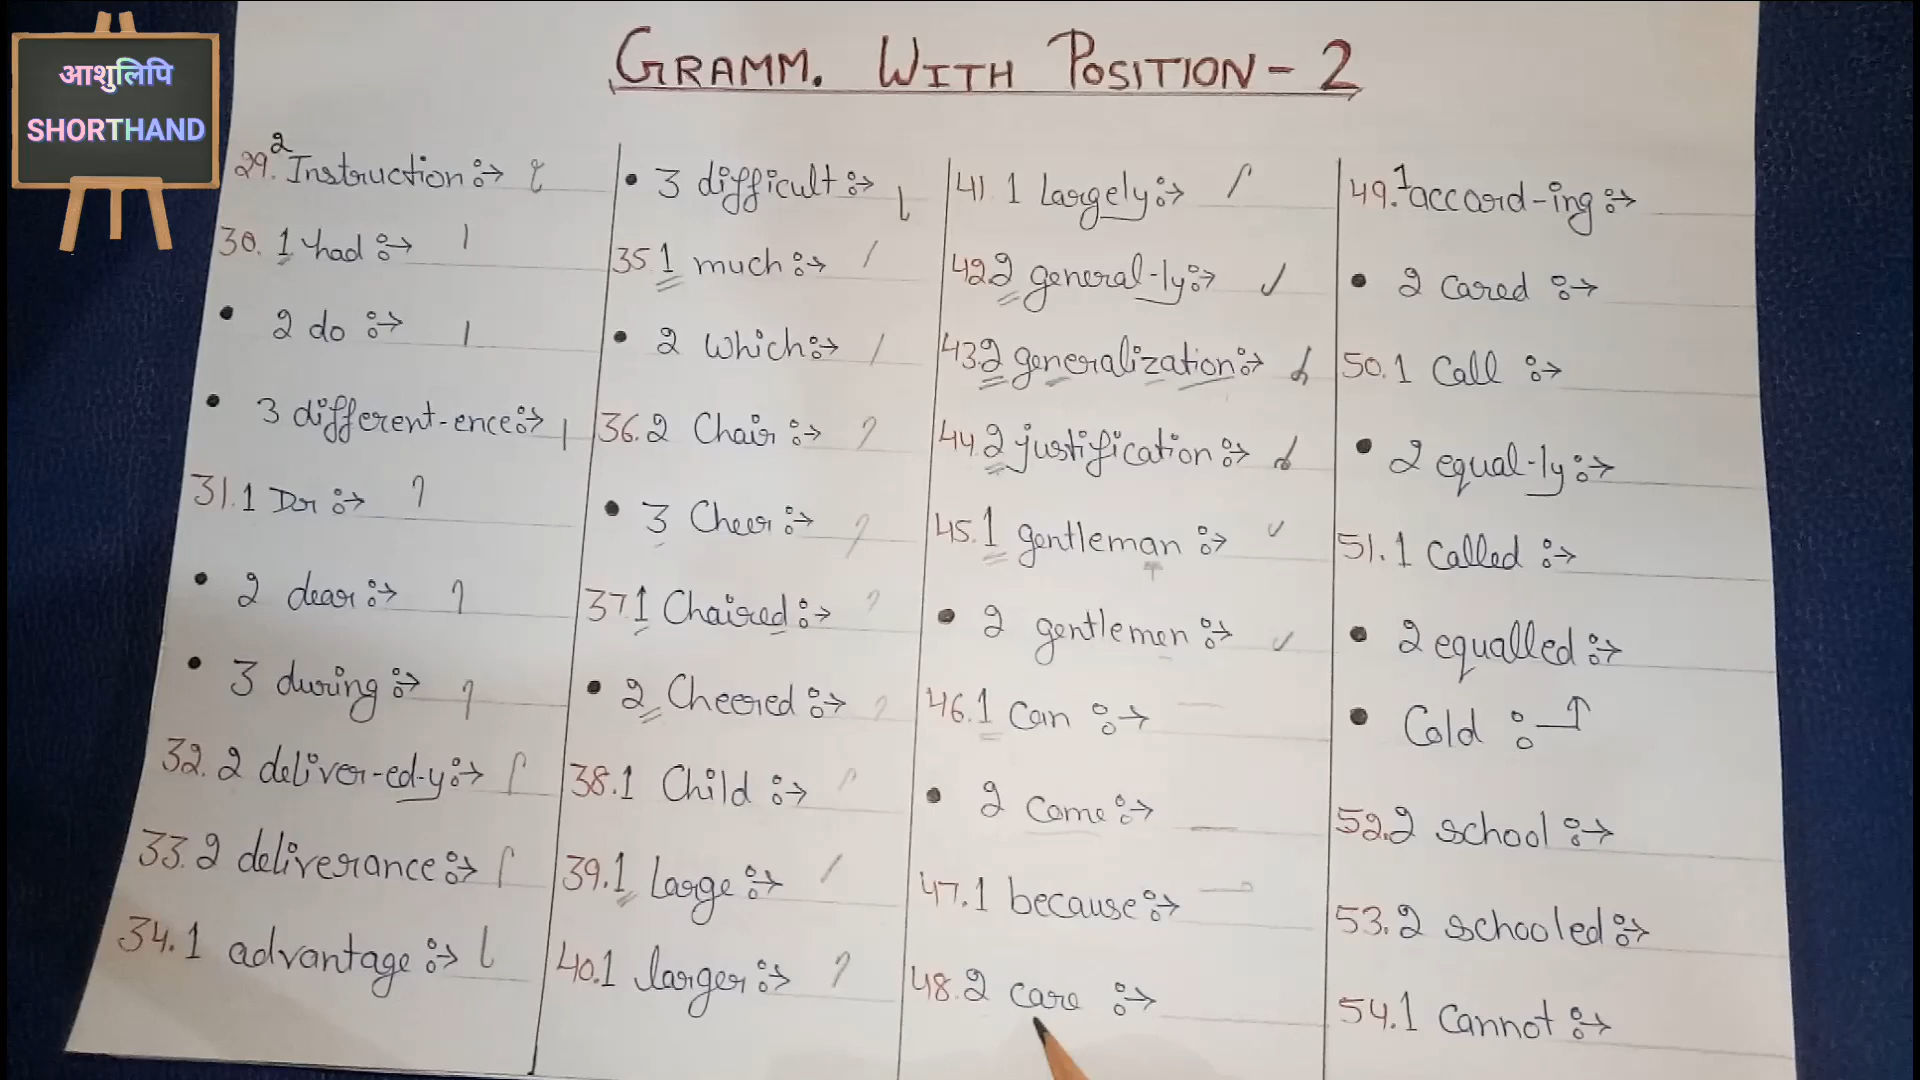 आशुलिपि
SHORTHAND
GRAMM. WITH POSITION - 2
29. 2 Instruction
30. 1 had
• 2 do
• 3 different-ence
31. 1 Dr
• 2 dear
• 3 during
32. 2 deliver-ed-y
33. 2 deliverance
34. 1 advantage
• 3 difficult
35 1 much
• 2 which
36. 2 Chair
• 3 Cheer
37 1 Chaired
• 2 Cheered
38. 1 Child
39. 1 Large
40. 1 larger
41. 1 Largely
42 2 general-ly
43. 2 generalization
44. 2 justification
45. 1 gentleman
• 2 gentlemen
46. 1 Can
• 2 come
47. 1 because
48. 2 care
49. 1 accord-ing
• 2 cared
50. 1 Call
• 2 equal-ly
51. 1 Called
• 2 equalled
• Cold
52. 2 school
53. 2 schooled
54. 1 Cannot